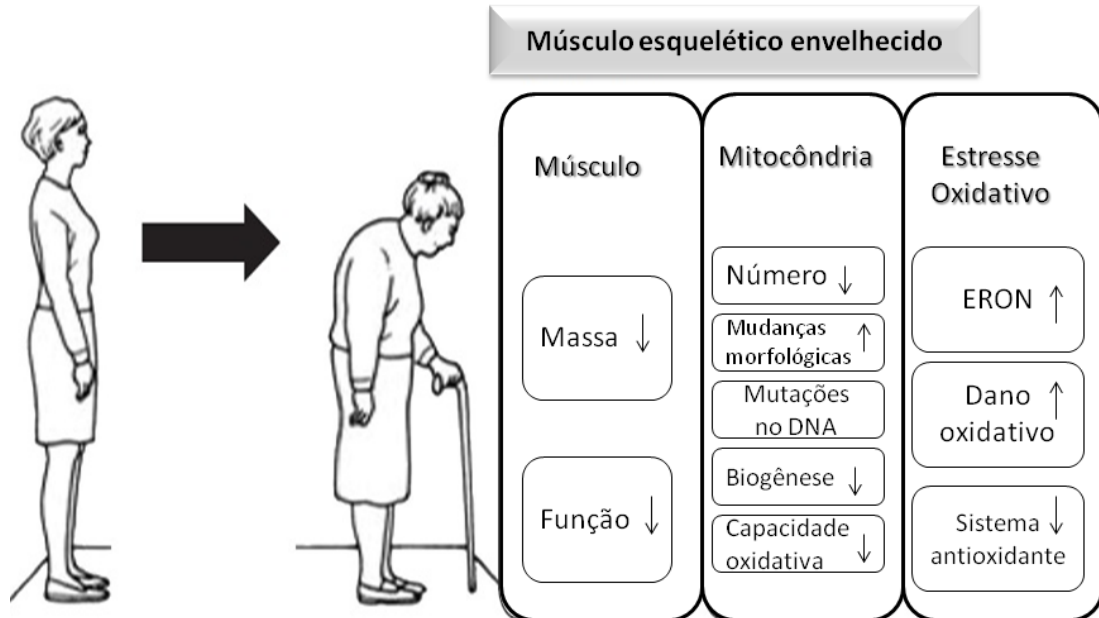 Músculo esquelético envelhecido
Músculo
Massa ↓
Função ↓
Mitocôndria
Número ↓
Mudanças ↑
morfológicas
Mutações
no DNA
Biogênese ↓
Capacidade
oxidativa ↓
Estresse
Oxidativo
ERON ↑
Dano ↑
oxidativo
Sistema ↓
antioxidante